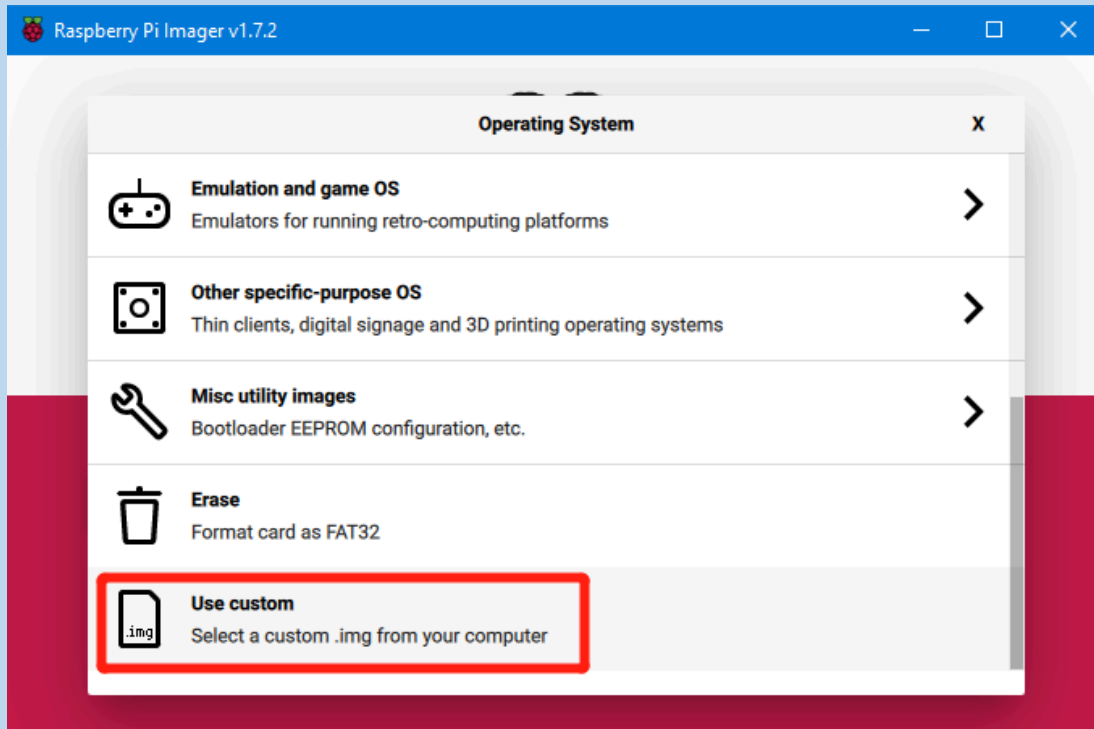 Raspberry Pi Imager v1.7.2
Operating System
X
Emulation and game OS
Emulators for running retro-computing platforms
Other specific-purpose OS
Thin clients, digital signage and 3D printing operating systems
Misc utility images
Bootloader EEPROM configuration, etc.
Erase
Format card as FAT32
Use custom
.img
Select a custom .img from your computer